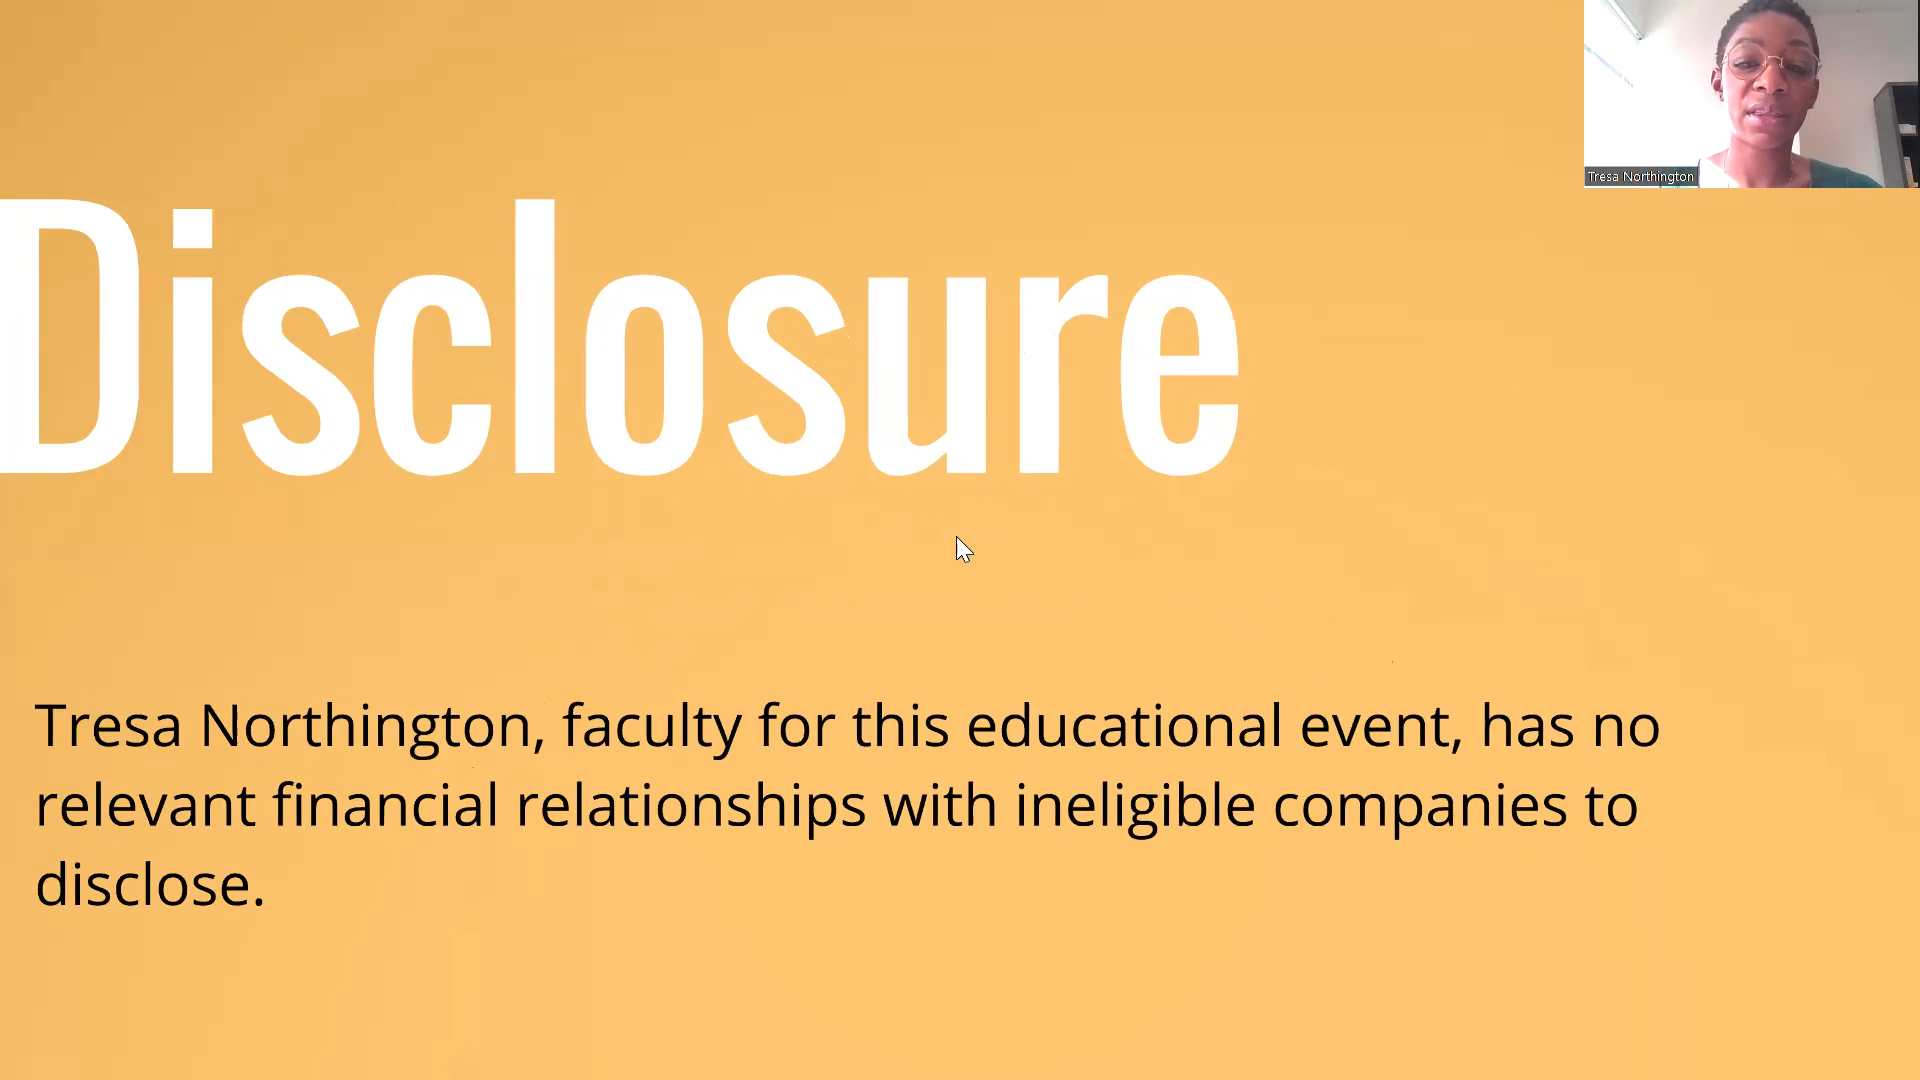 Tresa Northington
Disclosure
Tresa Northington, faculty for this educational event, has no
relevant financial relationships with ineligible companies to
disclose.